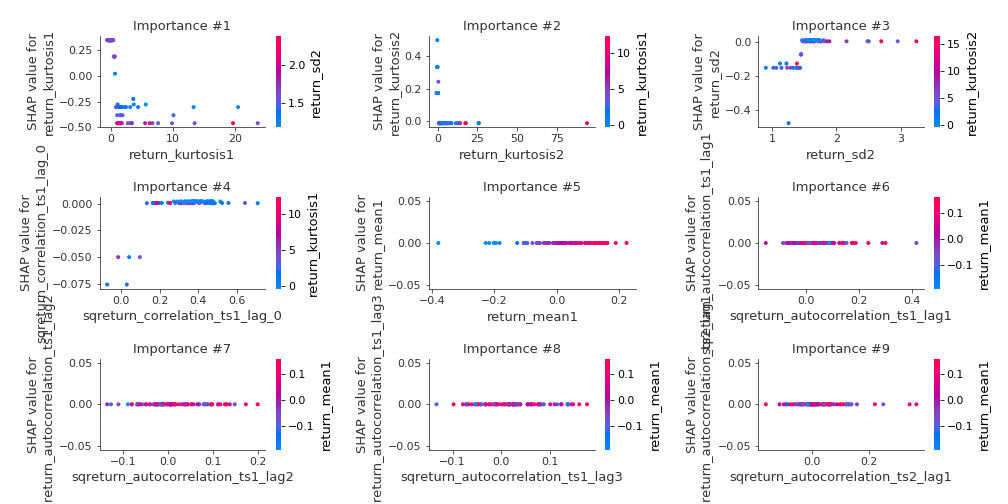 Importance #1
SHAP value for
return_kurtosis1
0.25
0.00
−0.25
−0.50
0
10
20
return_kurtosis1
2.0
1.5
return_sd2
Importance #2
SHAP value for
return_kurtosis2
0.4
0.2
0.0
0
25
50
75
return_kurtosis2
10
5
0
return_kurtosis1
Importance #3
SHAP value for
return_sd2
0.0
−0.2
−0.4
1
2
3
return_sd2
15
10
5
0
return_kurtosis2
Importance #4
SHAP value for
sqreturn_correlation_ts1_lag_0
0.000
−0.025
−0.050
−0.075
0.0
0.2
0.4
0.6
sqreturn_correlation_ts1_lag_0
10
5
0
return_kurtosis1
Importance #5
SHAP value for
return_mean1
0.05
0.00
−0.05
−0.4
−0.2
0.0
0.2
return_mean1
Importance #6
SHAP value for
sqreturn_autocorrelation_ts1_lag1
0.05
0.00
−0.05
0.0
0.2
0.4
sqreturn_autocorrelation_ts1_lag1
0.1
0.0
−0.1
return_mean1
Importance #7
SHAP value for
sqreturn_autocorrelation_ts1_lag2
0.05
0.00
−0.05
−0.1
0.0
0.1
0.2
sqreturn_autocorrelation_ts1_lag2
0.1
0.0
−0.1
return_mean1
Importance #8
SHAP value for
sqreturn_autocorrelation_ts1_lag3
0.05
0.00
−0.05
−0.1
0.0
0.1
sqreturn_autocorrelation_ts1_lag3
0.1
0.0
−0.1
return_mean1
Importance #9
SHAP value for
sqreturn_autocorrelation_ts2_lag1
0.05
0.00
−0.05
0.0
0.2
sqreturn_autocorrelation_ts2_lag1
0.1
0.0
−0.1
return_mean1